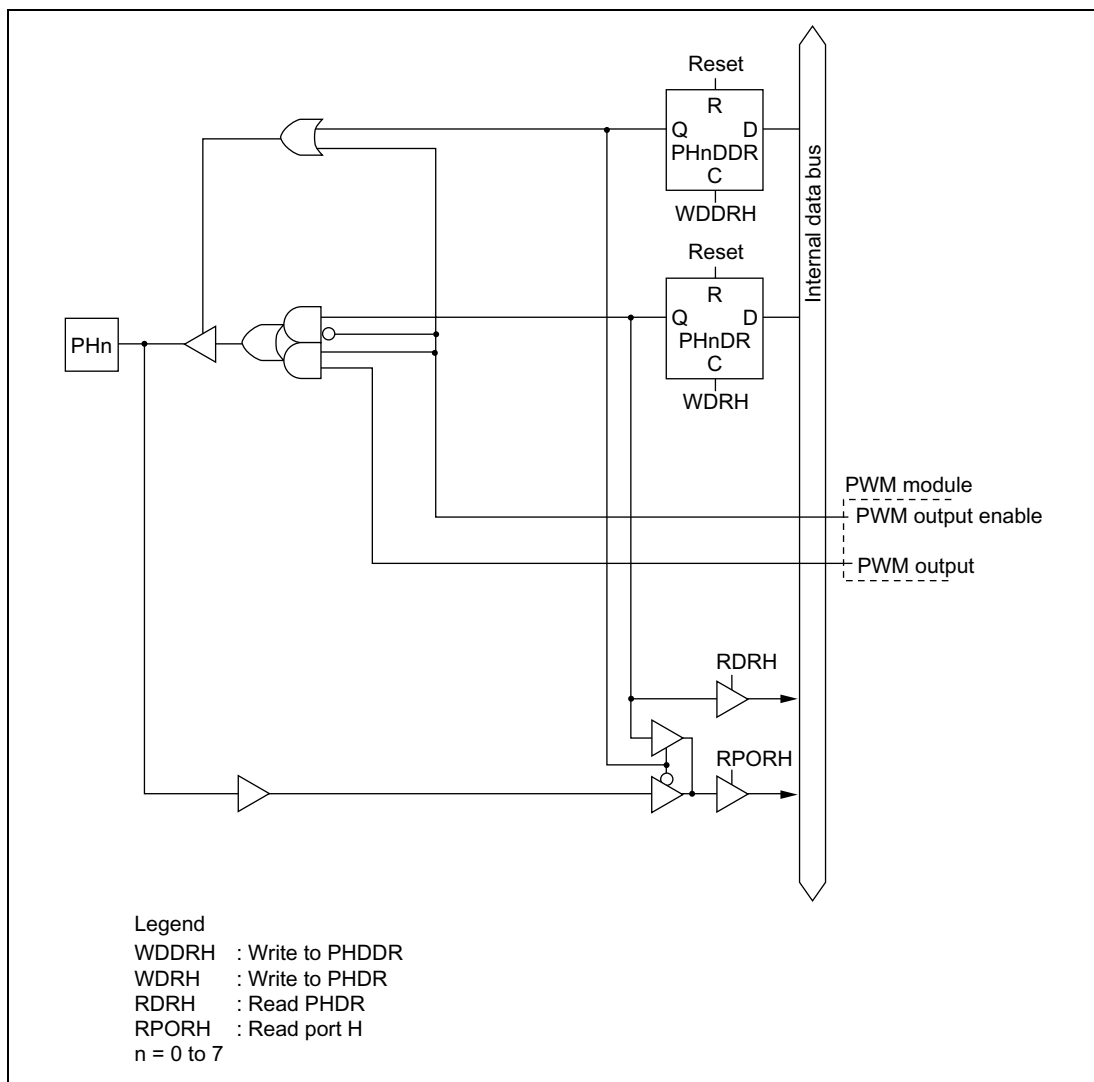 Reset
R
Q D
PHnDDR
C
WDDRH
Internal data bus
Reset
R
Q D
PHnDR
C
WDRH
PHn
PWM module
PWM output enable
PWM output
RDRH
RPORH
Legend
WDDRH : Write to PHDDR
WDRH : Write to PHDR
RDRH : Read PHDR
RPORH : Read port H
n = 0 to 7